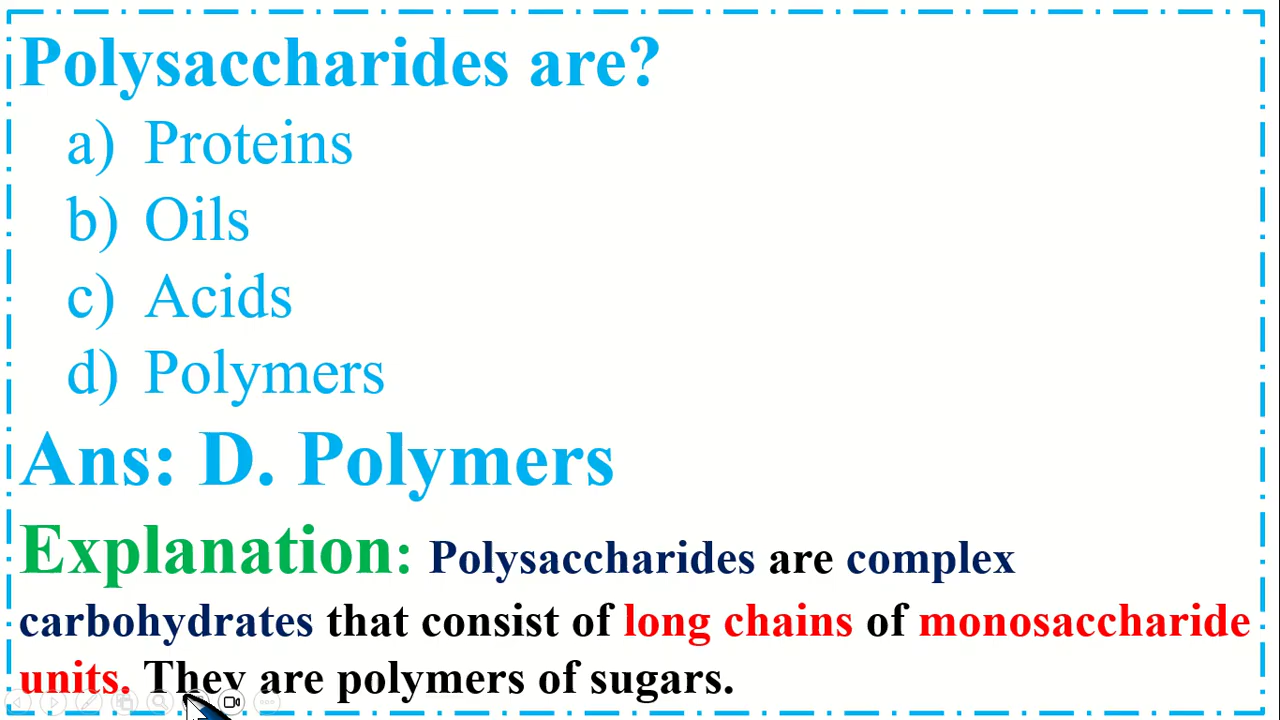 Polysaccharides are?
a) Proteins
b) Oils
c) Acids
d) Polymers
Ans: D. Polymers
Explanation: Polysaccharides are complex
carbohydrates that consist of long chains of monosaccharide
units. They are polymers of sugars.